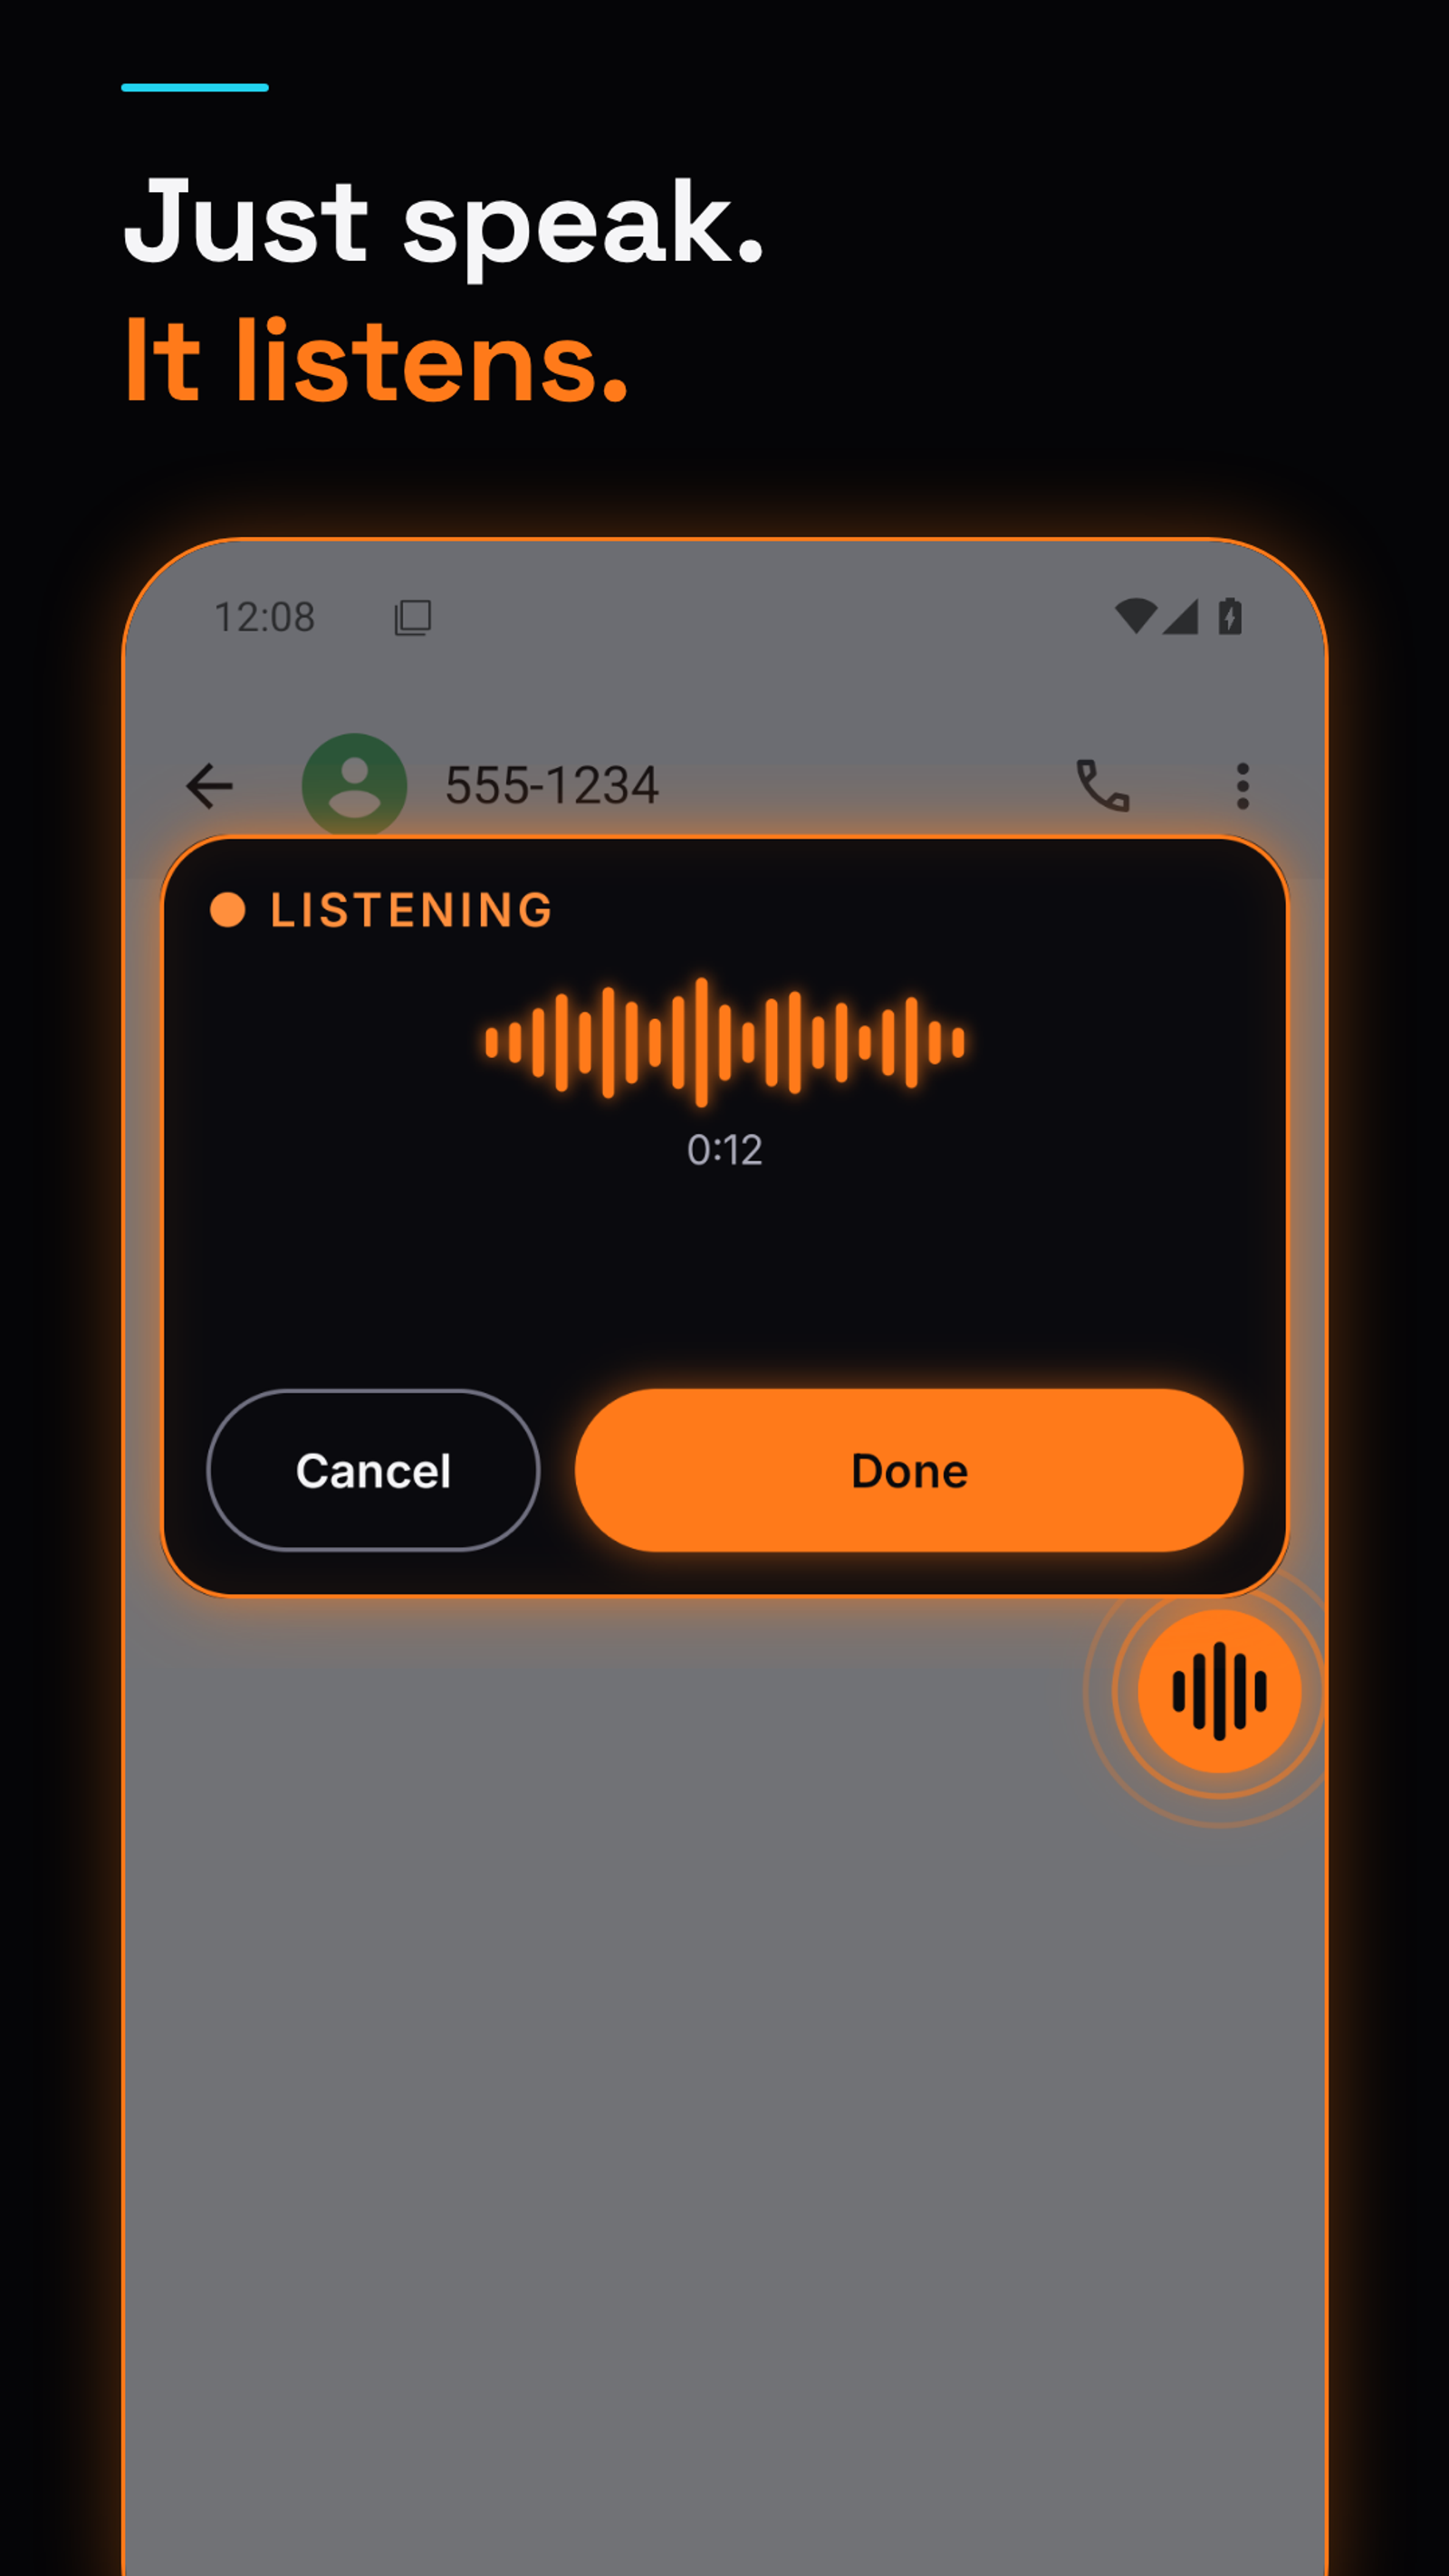 Just speak.
It listens.
12:08
555-1234
LISTENING
0:12
Cancel
Done